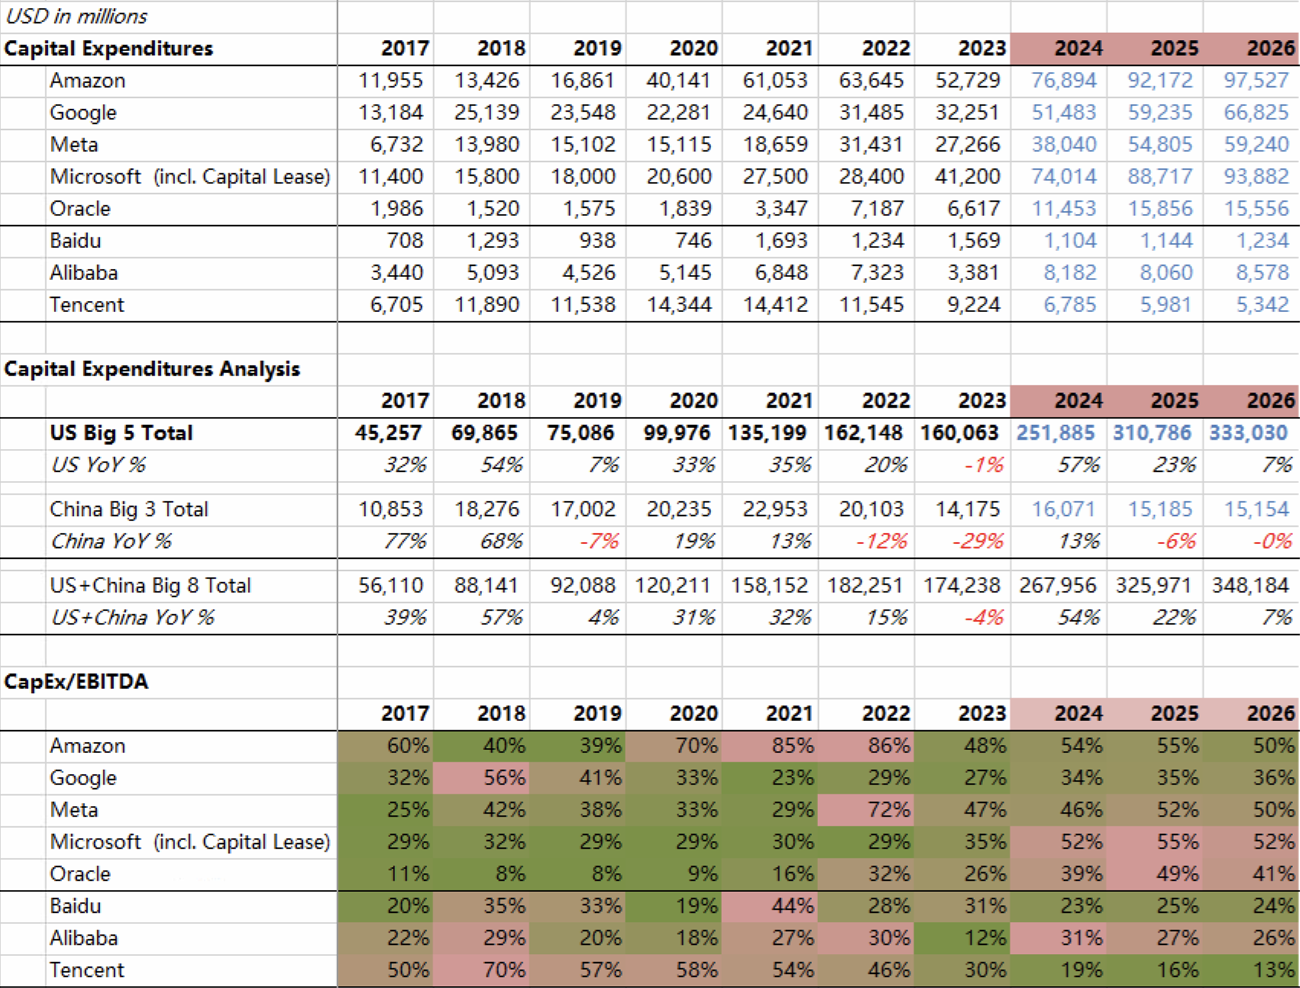 USD in millions
Capital Expenditures 2017 2018 2019 2020 2021 2022 2023 2024 2025 2026
Amazon 11,955 13,426 16,861 40,141 61,053 63,645 52,729 76,894 92,172 97,527
Google 13,184 25,139 23,548 22,281 24,640 31,485 32,251 51,483 59,235 66,825
Meta 6,732 13,980 15,102 15,115 18,659 31,431 27,266 38,040 54,805 59,240
Microsoft (incl. Capital Lease) 11,400 15,800 18,000 20,600 27,500 28,400 41,200 74,014 88,717 93,882
Oracle 1,986 1,520 1,575 1,839 3,347 7,187 6,617 11,453 15,856 15,556
Baidu 708 1,293 938 746 1,693 1,234 1,569 1,104 1,144 1,234
Alibaba 3,440 5,093 4,526 5,145 6,848 7,323 3,381 8,182 8,060 8,578
Tencent 6,705 11,890 11,538 14,344 14,412 11,545 9,224 6,785 5,981 5,342
Capital Expenditures Analysis
2017 2018 2019 2020 2021 2022 2023 2024 2025 2026
US Big 5 Total 45,257 69,865 75,086 99,976 135,199 162,148 160,063 251,885 310,786 333,030
US YoY % 32% 54% 7% 33% 35% 20% -1% 57% 23% 7%
China Big 3 Total 10,853 18,276 17,002 20,235 22,953 20,103 14,175 16,071 15,185 15,154
China YoY % 77% 68% -7% 19% 13% -12% -29% 13% -6% -0%
US+China Big 8 Total 56,110 88,141 92,088 120,211 158,152 182,251 174,238 267,956 325,971 348,184
US+China YoY % 39% 57% 4% 31% 32% 15% -4% 54% 22% 7%
CapEx/EBITDA
2017 2018 2019 2020 2021 2022 2023 2024 2025 2026
Amazon 60% 40% 39% 70% 85% 86% 48% 54% 55% 50%
Google 32% 56% 41% 33% 23% 29% 27% 34% 35% 36%
Meta 25% 42% 38% 33% 29% 72% 47% 46% 52% 50%
Microsoft (incl. Capital Lease) 29% 32% 29% 29% 30% 29% 35% 52% 55% 52%
Oracle 11% 8% 8% 9% 16% 32% 26% 39% 49% 41%
Baidu 20% 35% 33% 19% 44% 28% 31% 23% 25% 24%
Alibaba 22% 29% 20% 18% 27% 30% 12% 31% 27% 26%
Tencent 50% 70% 57% 58% 54% 46% 30% 19% 16% 13%